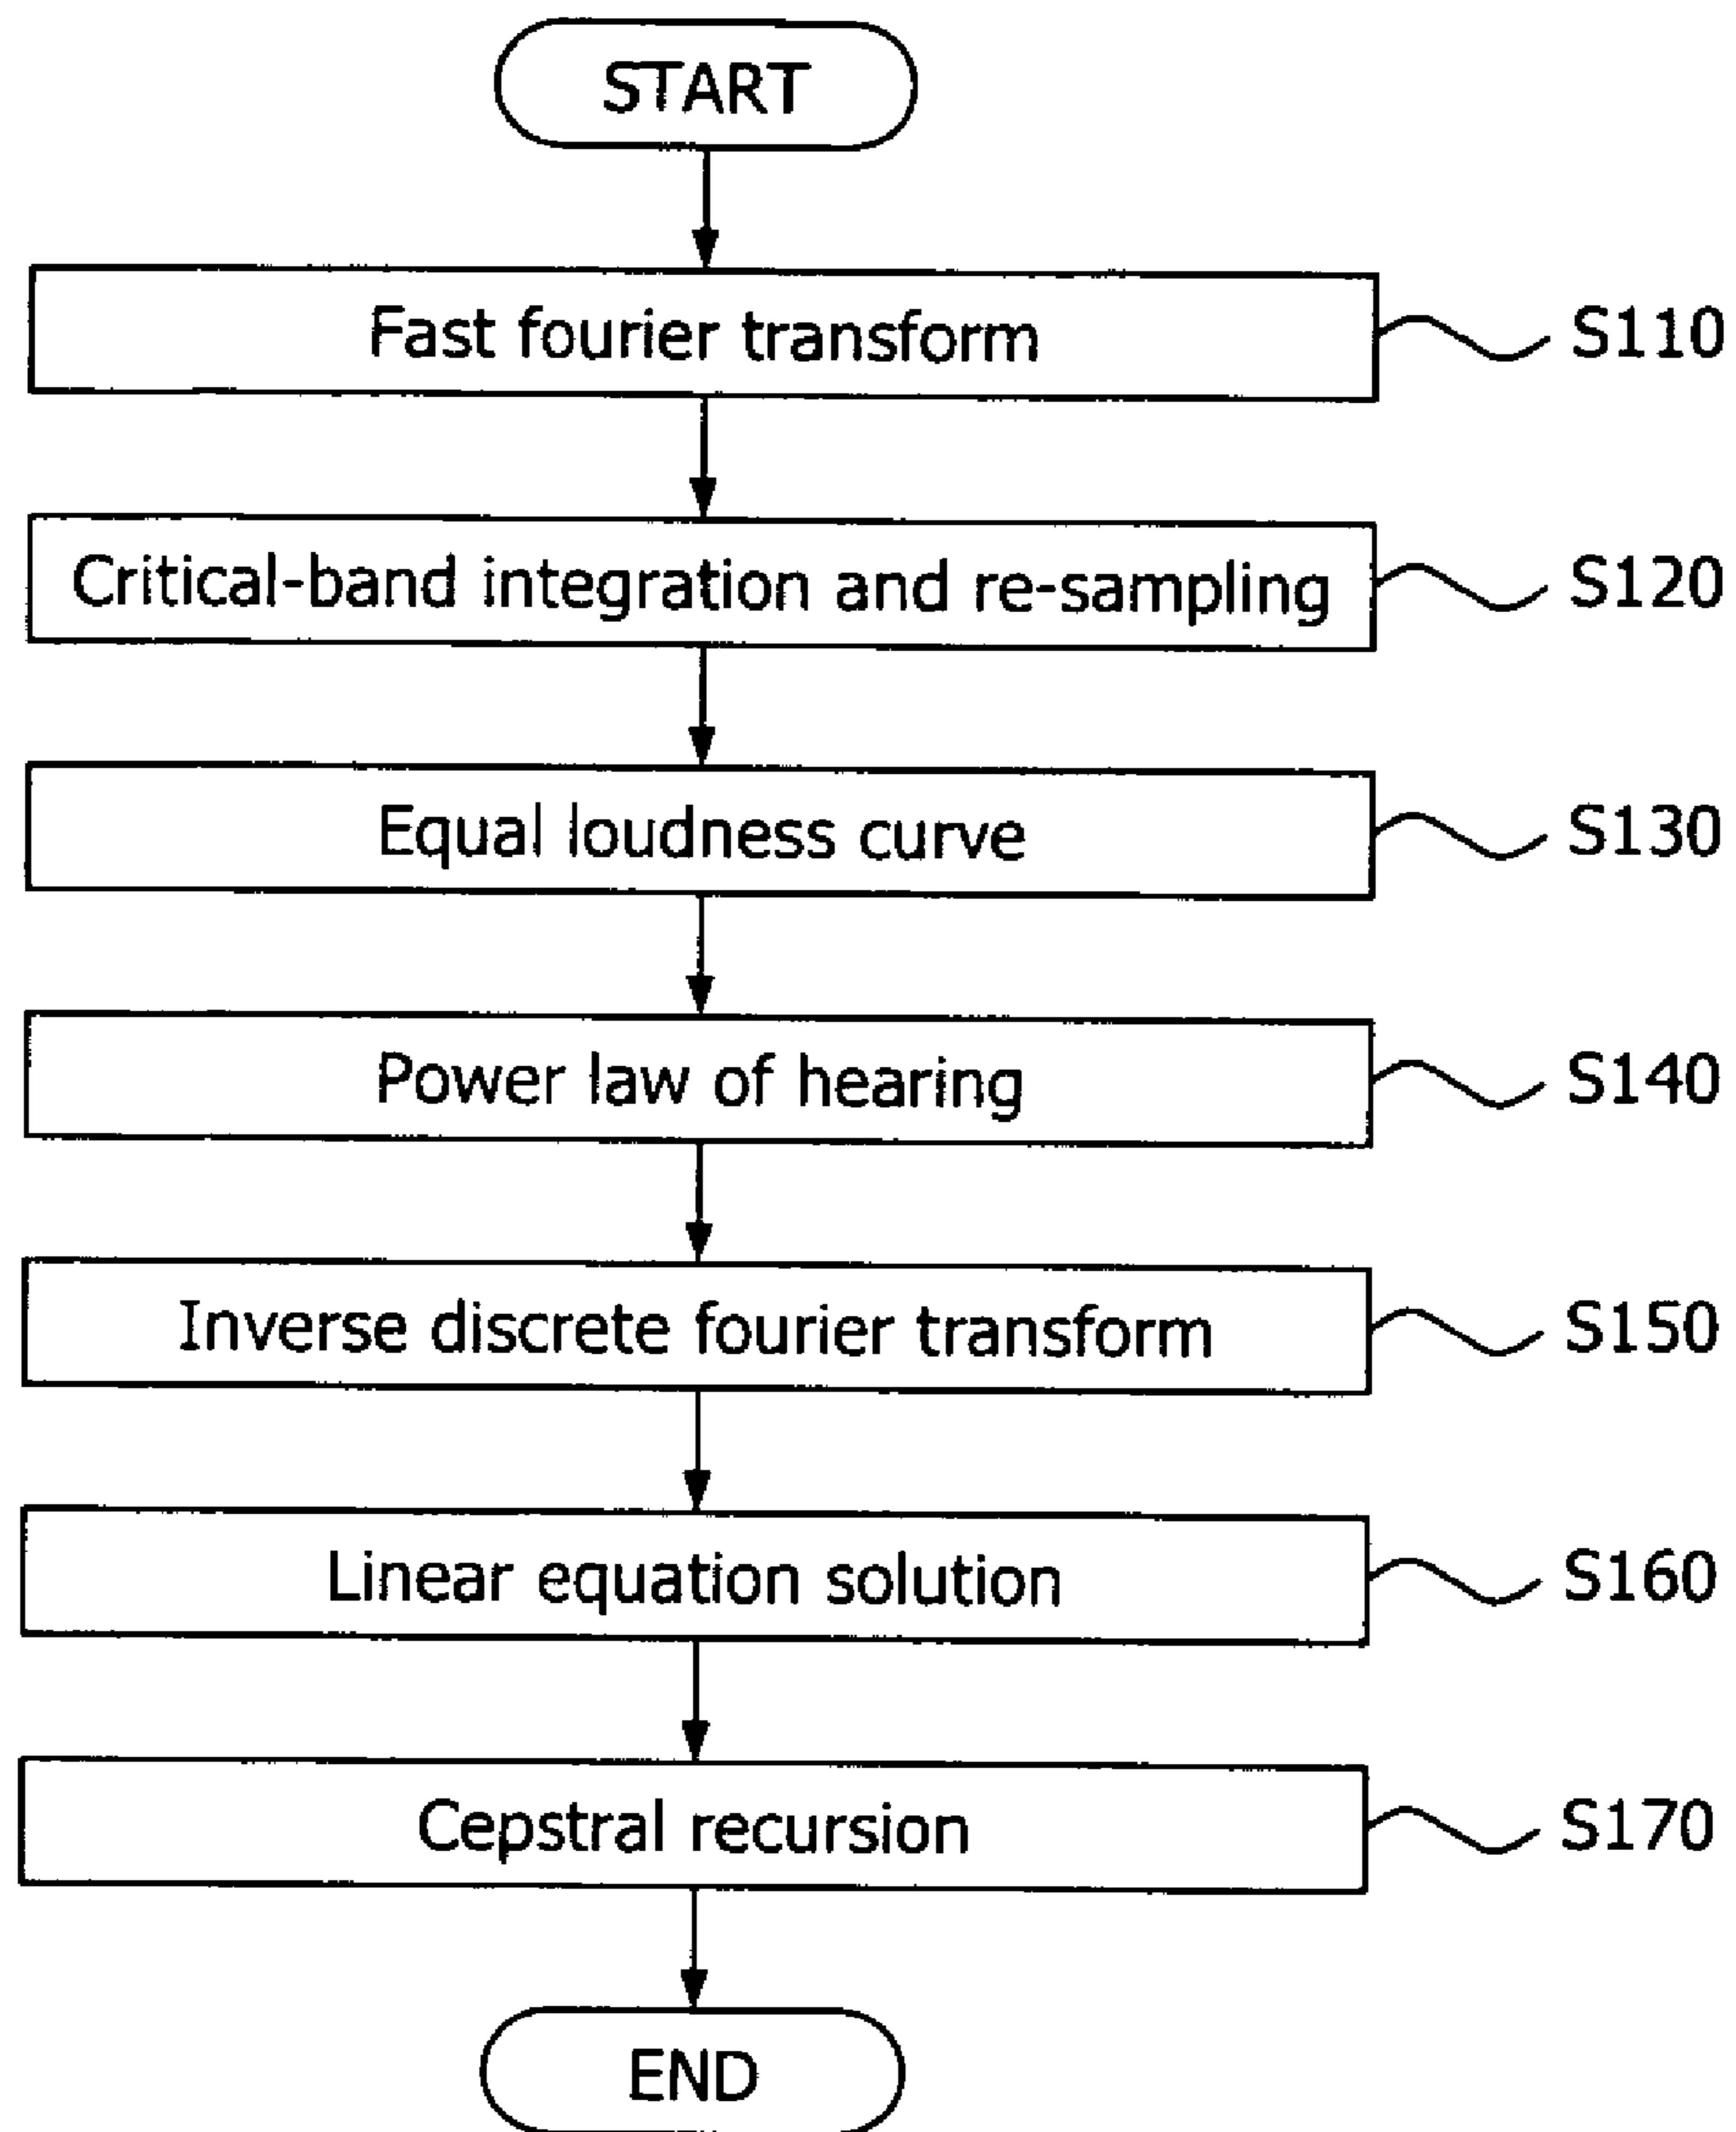 START
Fast fourier transform
S110
Critical-band integration and re-sampling
S120
Equal loudness curve
S130
Power law of hearing
S140
Inverse discrete fourier transform
S150
Linear equation solution
S160
Cepstral recursion
S170
END